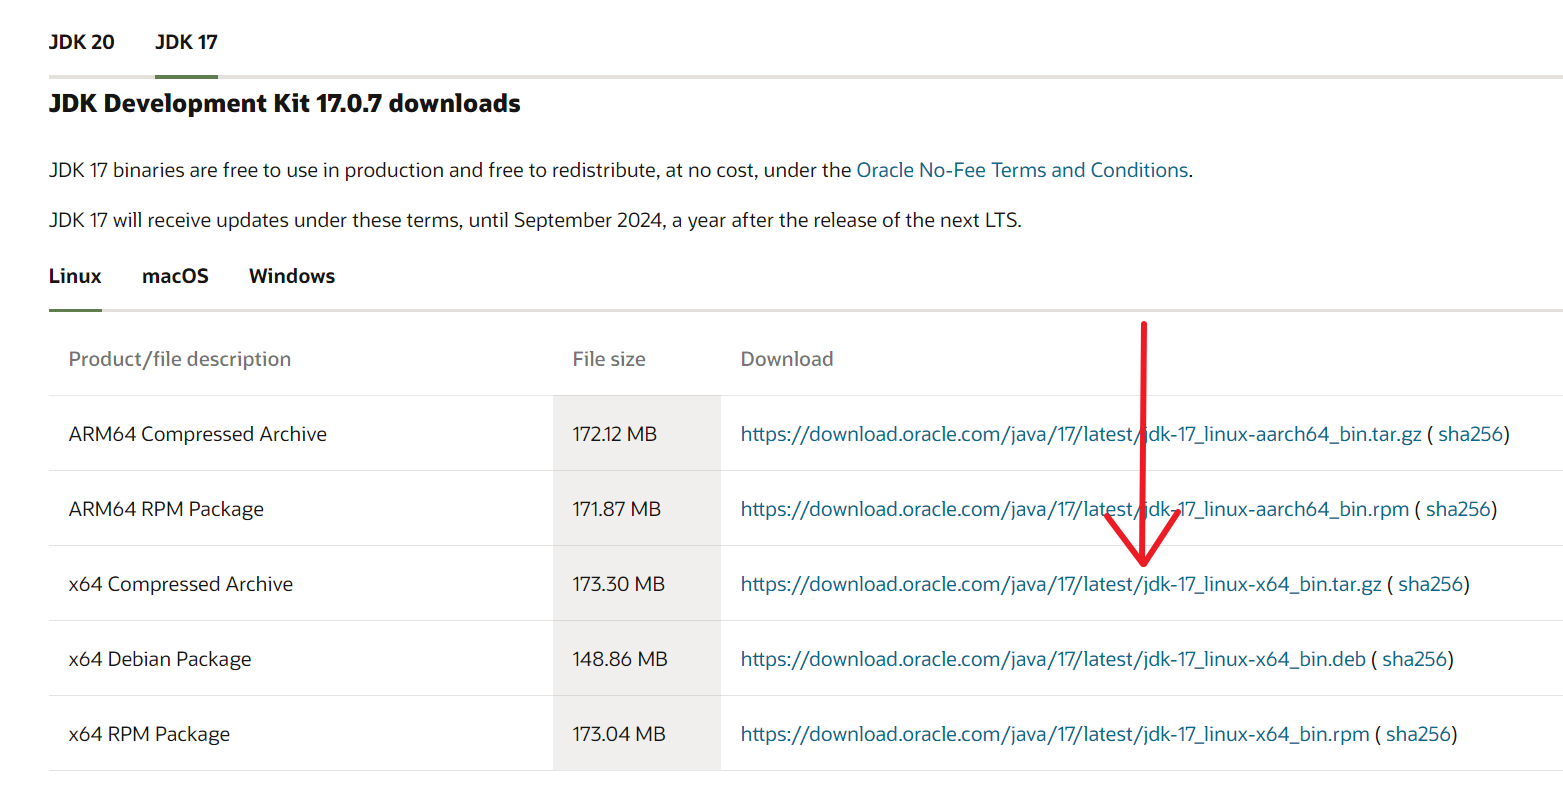 JDK 20 JDK 17
JDK Development Kit 17.0.7 downloads
JDK 17 binaries are free to use in production and free to redistribute, at no cost, under the Oracle No-Fee Terms and Conditions.
JDK 17 will receive updates under these terms, until September 2024, a year after the release of the next LTS.
Linux macOS Windows
Product/file description File size Download
ARM64 Compressed Archive 172.12 MB https://download.oracle.com/java/17/latest/jdk-17_linux-aarch64_bin.tar.gz ( sha256)
ARM64 RPM Package 171.87 MB https://download.oracle.com/java/17/latest/jdk-17_linux-aarch64_bin.rpm ( sha256)
x64 Compressed Archive 173.30 MB https://download.oracle.com/java/17/latest/jdk-17_linux-x64_bin.tar.gz ( sha256)
x64 Debian Package 148.86 MB https://download.oracle.com/java/17/latest/jdk-17_linux-x64_bin.deb ( sha256)
x64 RPM Package 173.04 MB https://download.oracle.com/java/17/latest/jdk-17_linux-x64_bin.rpm ( sha256)